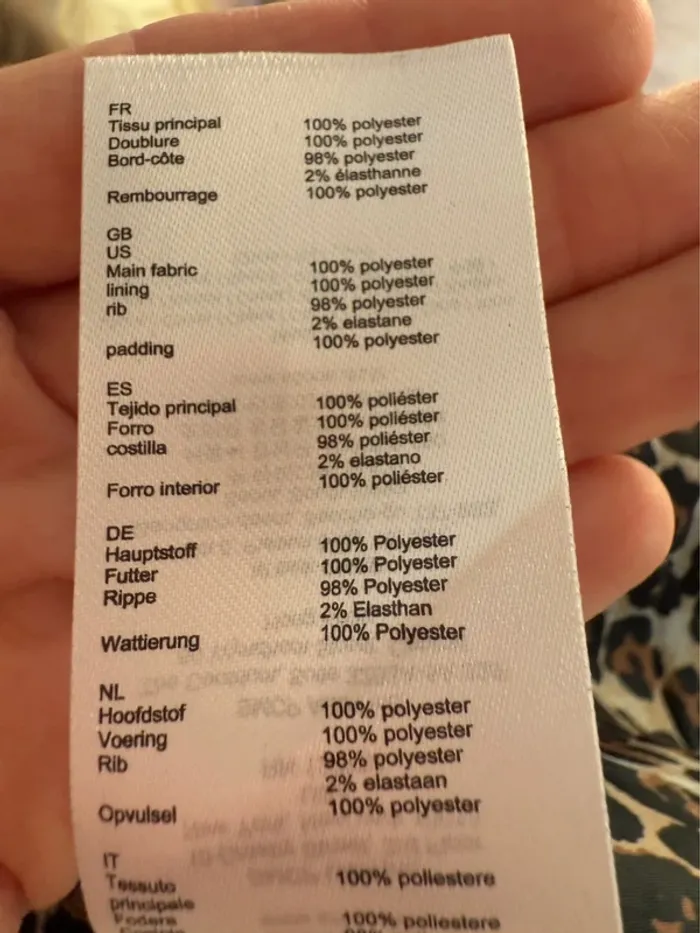 FR
Tissu principal 100% polyester
Doublure 100% polyester
Bord-côte 98% polyester
2% élasthanne
Rembourrage 100% polyester
GB
US
Main fabric 100% polyester
lining 100% polyester
rib 98% polyester
2% elastane
padding 100% polyester
ES
Tejido principal 100% poliéster
Forro 100% poliéster
costilla 98% poliéster
2% elastano
Forro interior 100% poliéster
DE
Hauptstoff 100% Polyester
Futter 100% Polyester
Rippe 98% Polyester
2% Elasthan
Wattierung 100% Polyester
NL
Hoofdstof 100% polyester
Voering 100% polyester
Rib 98% polyester
2% elastaan
Opvulsel 100% polyester
IT
Tessuto 100% poliestere
principale
Fodera 100% poliestere